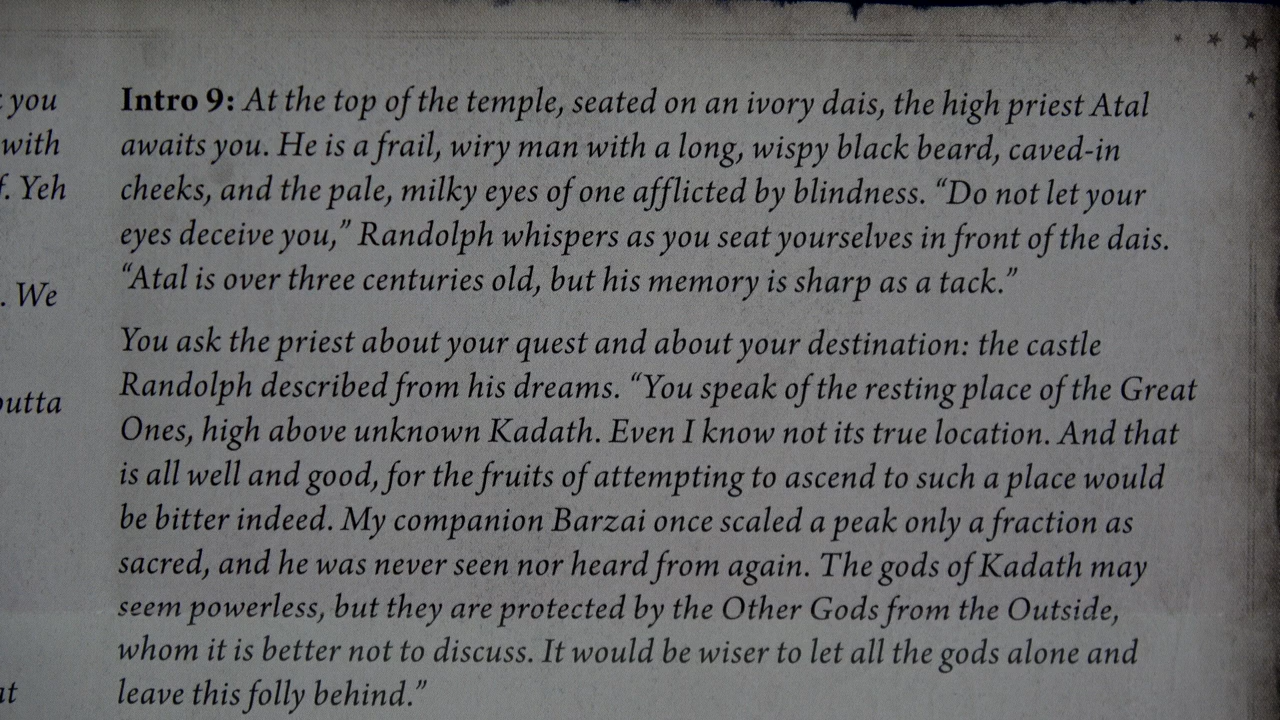 you
with
f. Yeh
. We
outta
Intro 9: At the top of the temple, seated on an ivory dais, the high priest Atal
awaits you. He is a frail, wiry man with a long, wispy black beard, caved-in
cheeks, and the pale, milky eyes of one afflicted by blindness. “Do not let your
eyes deceive you,” Randolph whispers as you seat yourselves in front of the dais.
“Atal is over three centuries old, but his memory is sharp as a tack.”
You ask the priest about your quest and about your destination: the castle
Randolph described from his dreams. “You speak of the resting place of the Great
Ones, high above unknown Kadath. Even I know not its true location. And that
is all well and good, for the fruits of attempting to ascend to such a place would
be bitter indeed. My companion Barzai once scaled a peak only a fraction as
sacred, and he was never seen nor heard from again. The gods of Kadath may
seem powerless, but they are protected by the Other Gods from the Outside,
whom it is better not to discuss. It would be wiser to let all the gods alone and
leave this folly behind.”